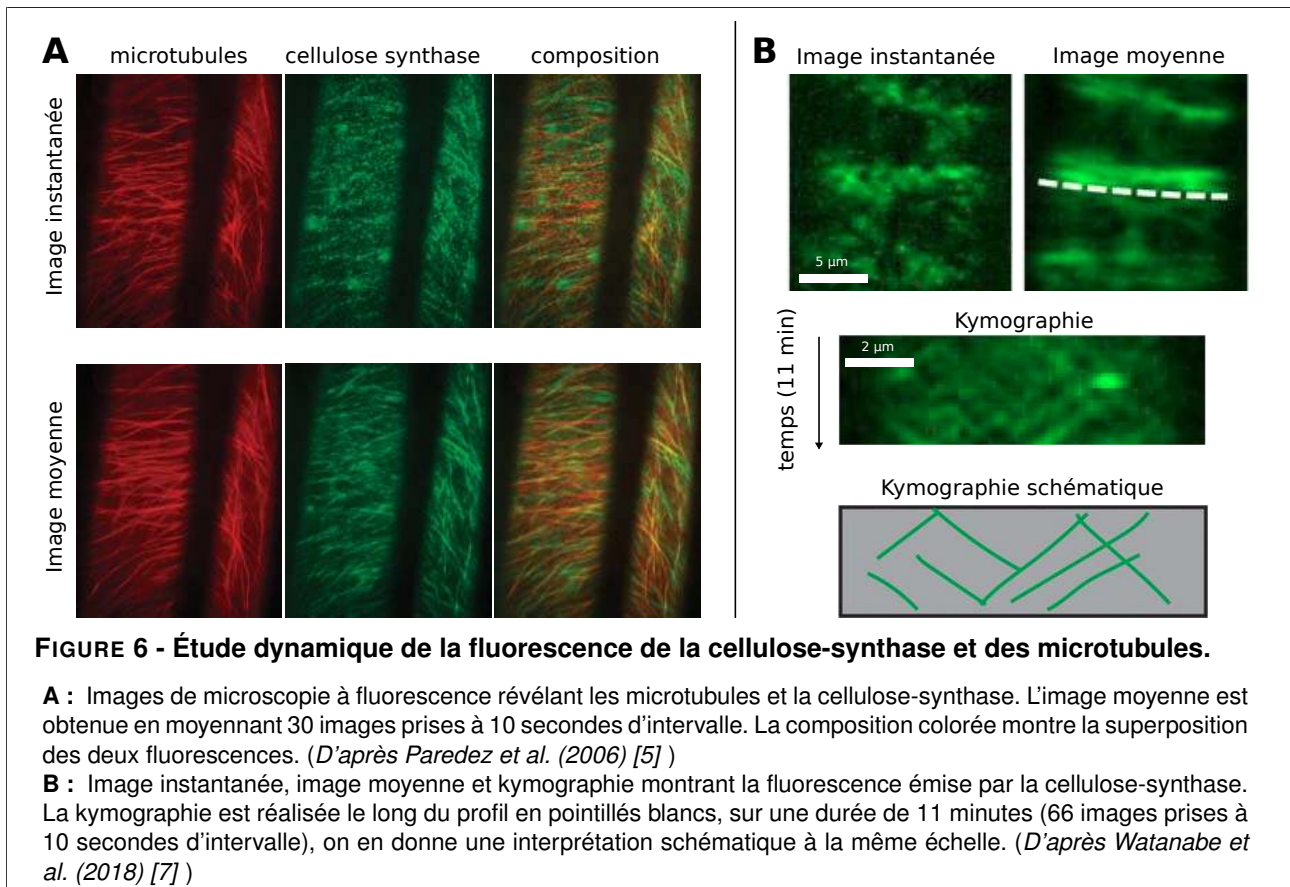 A
microtubules
cellulose synthase
composition
Image instantanée
Image moyenne
B
Image instantanée
Image moyenne
5 µm
Kymographie
2 µm
temps (11 min)
Kymographie schématique
FIGURE 6 - Étude dynamique de la fluorescence de la cellulose-synthase et des microtubules.
A : Images de microscopie à fluorescence révélant les microtubules et la cellulose-synthase. L'image moyenne est
obtenue en moyennant 30 images prises à 10 secondes d'intervalle. La composition colorée montre la superposition
des deux fluorescences. (D'après Paredez et al. (2006) [5] )
B : Image instantanée, image moyenne et kymographie montrant la fluorescence émise par la cellulose-synthase.
La kymographie est réalisée le long du profil en pointillés blancs, sur une durée de 11 minutes (66 images prises à
10 secondes d'intervalle), on en donne une interprétation schématique à la même échelle. (D'après Watanabe et
al. (2018) [7] )